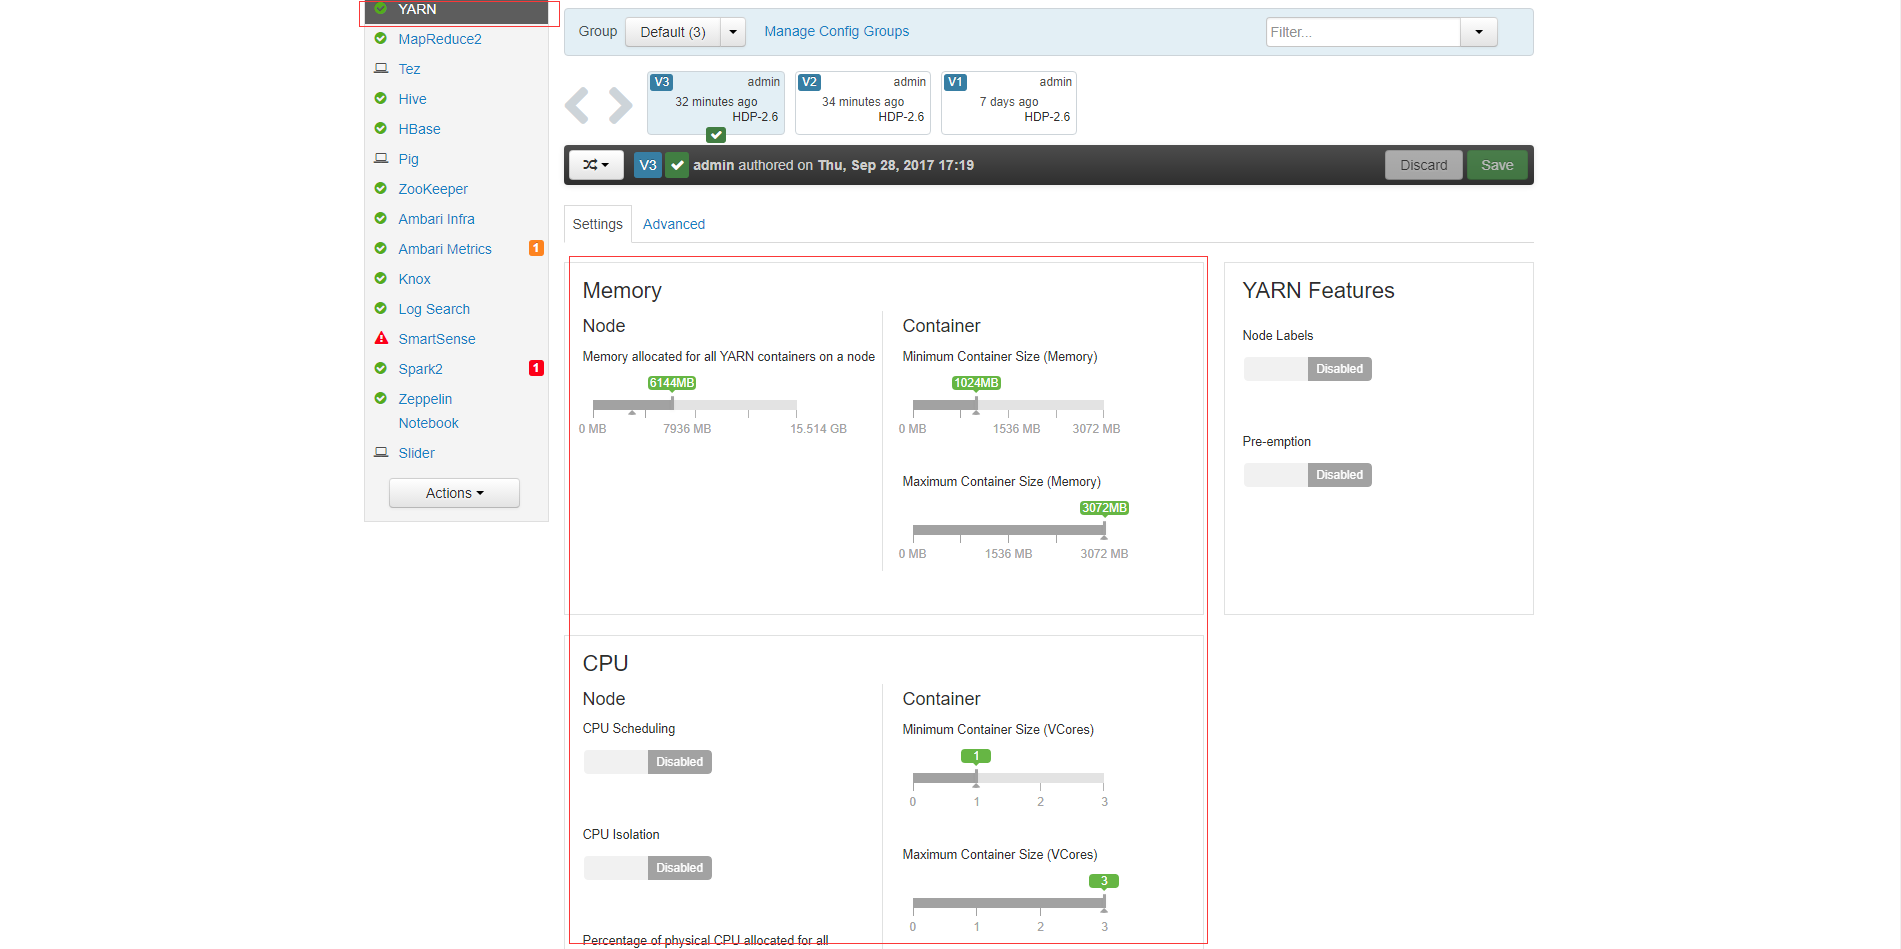 YARN
MapReduce2
Tez
Hive
HBase
Pig
ZooKeeper
Ambari Infra
Ambari Metrics 1
Knox
Log Search
SmartSense
Spark2 1
Zeppelin
Notebook
Slider
Actions
Group Default (3) Manage Config Groups Filter...
V3 admin
32 minutes ago
HDP-2.6
V2 admin
34 minutes ago
HDP-2.6
V1 admin
7 days ago
HDP-2.6
V3 admin authored on Thu, Sep 28, 2017 17:19 Discard Save
Settings Advanced
Memory
Node
Memory allocated for all YARN containers on a node
6144MB
0 MB 7936 MB 15.514 GB
Container
Minimum Container Size (Memory)
1024MB
0 MB 1536 MB 3072 MB
Maximum Container Size (Memory)
3072MB
0 MB 1536 MB 3072 MB
YARN Features
Node Labels
Disabled
Pre-emption
Disabled
CPU
Node
CPU Scheduling
Disabled
CPU Isolation
Disabled
Percentage of physical CPU allocated for all
Container
Minimum Container Size (VCores)
1
0 1 2 3
Maximum Container Size (VCores)
3
0 1 2 3